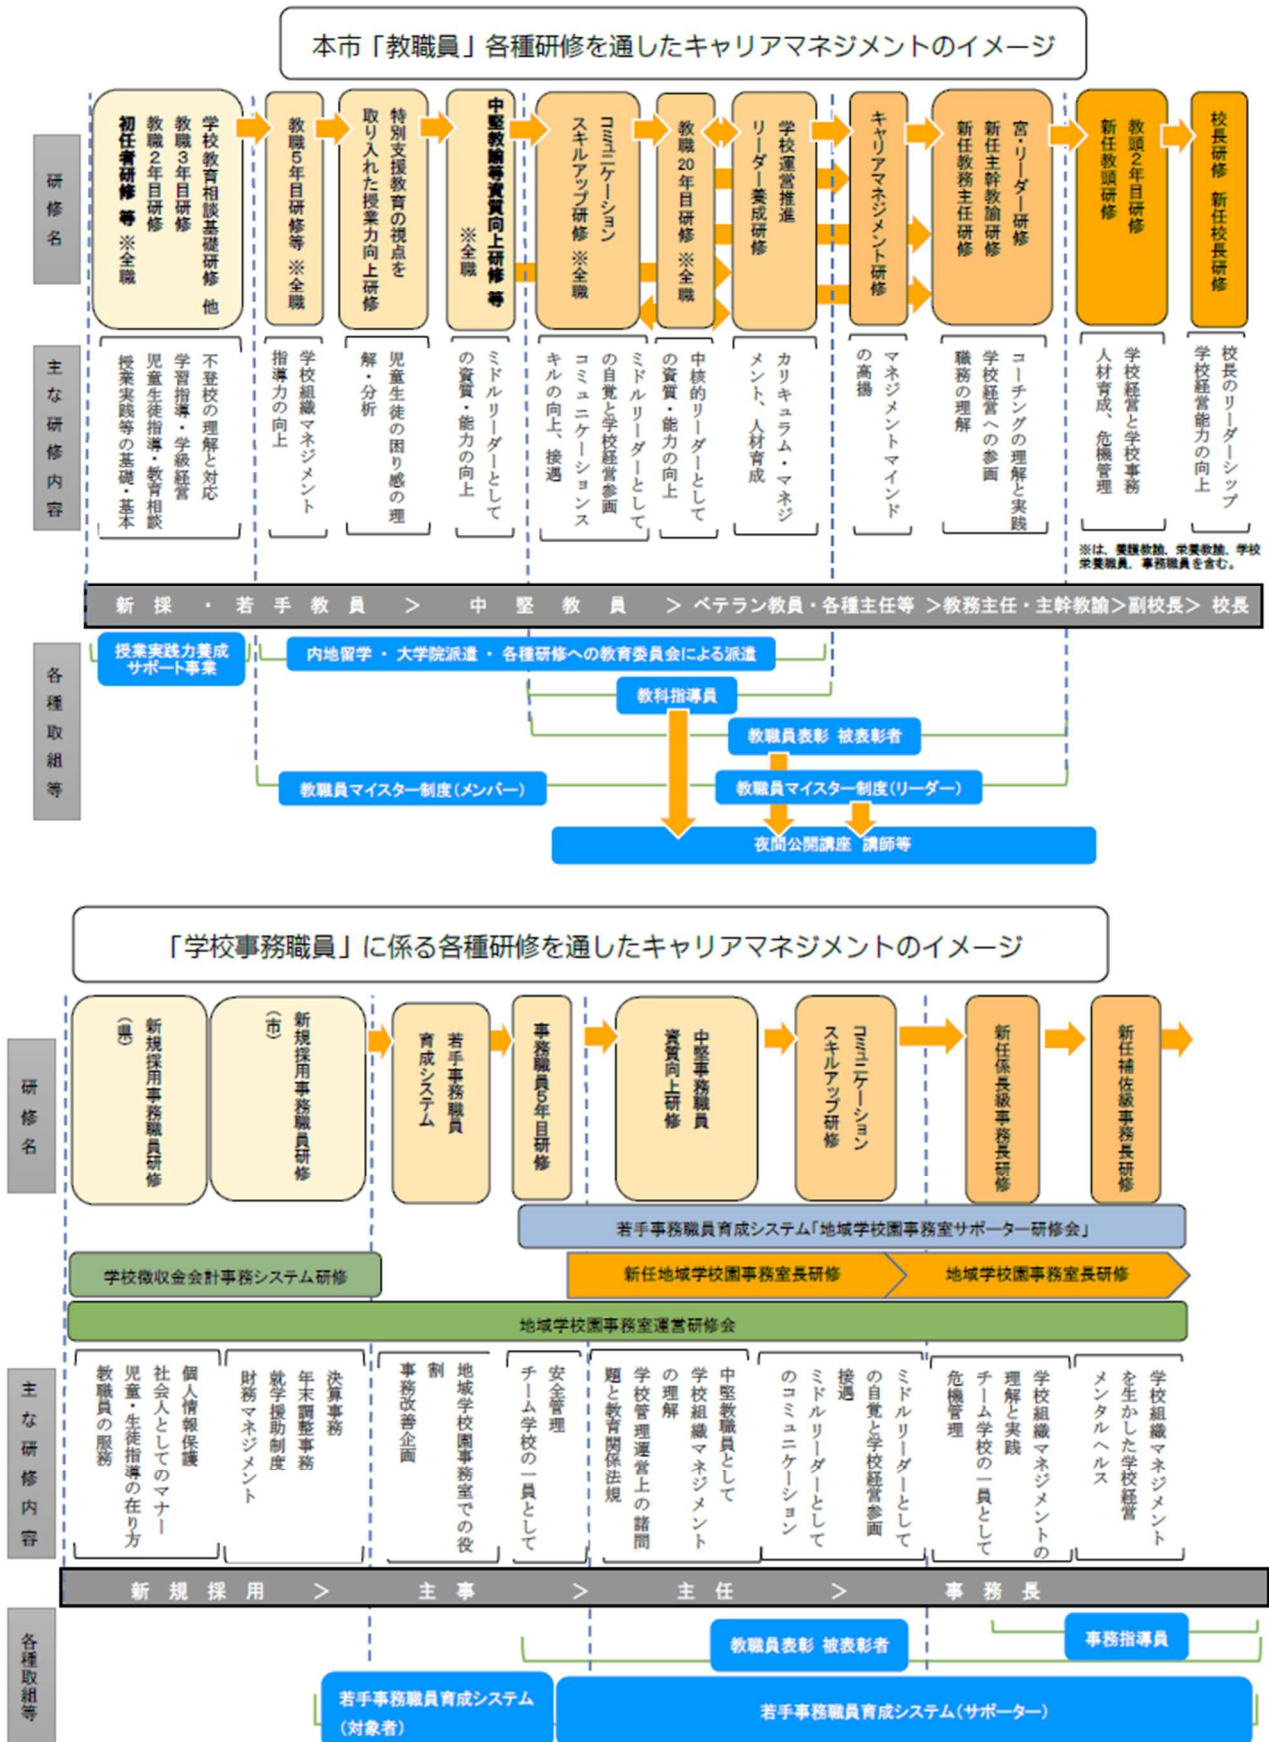 本市「教職員」各種研修を通したキャリアマネジメントのイメージ
研修名
学校教育相談基礎研修 他
教職3年目研修
教職2年目研修
初任者研修 等 ※全職
教職5年目研修等 ※全職
特別支援教育の視点を
取り入れた授業力向上研修
中堅教諭等資質向上研修 等
※全職
コミュニケーション
スキルアップ研修 ※全職
教職20年目研修 ※全職
学校運営推進
リーダー養成研修
キャリアマネジメント研修
宮・リーダー研修
新任主幹教諭研修
新任教務主任研修
教頭2年目研修
新任教頭研修
校長研修 新任校長研修
主な研修内容
不登校の理解と対応
学習指導・学級経営
児童生徒指導・教育相談
授業実践等の基礎・基本
学校組織マネジメント
指導力の向上
児童生徒の困り感の理
解・分析
ミドルリーダーとして
の資質・能力の向上
ミドルリーダーとして
の自覚と学校経営参画
コミュニケーションス
キルの向上、接遇
中核的リーダーとして
の資質・能力の向上
カリキュラム・マネジ
メント、人材育成
マネジメントマインド
の高揚
コーチングの理解と実践
学校経営への参画
職務の理解
学校経営と学校事務
人材育成、危機管理
校長のリーダーシップ
学校経営能力の向上
※は、養護教諭、栄養教諭、学校
栄養職員、事務職員を含む。
新採・若手教員 > 中堅教員 > ベテラン教員・各種主任等 >教務主任・主幹教諭>副校長> 校長
各種取組等
授業実践力養成
サポート事業
内地留学・大学院派遣・各種研修への教育委員会による派遣
教科指導員
教職員表彰 被表彰者
教職員マイスター制度(メンバー)
教職員マイスター制度(リーダー)
夜間公開講座 講師等
「学校事務職員」に係る各種研修を通したキャリアマネジメントのイメージ
研修名
新規採用事務職員研修
(県)
新規採用事務職員研修
(市)
若手事務職員
育成システム
事務職員5年目研修
中堅事務職員
資質向上研修
コミュニケーション
スキルアップ研修
新任係長級事務長研修
新任補佐級事務長研修
若手事務職員育成システム「地域学校園事務室サポーター研修会」
学校徴収金会計事務システム研修
新任地域学校園事務室長研修
地域学校園事務室長研修
地域学校園事務室運営研修会
主な研修内容
個人情報保護
社会人としてのマナー
児童・生徒指導の在り方
教職員の服務
決算事務
年末調整事務
就学援助制度
財務マネジメント
地域学校園事務室での役
割
事務改善企画
安全管理
チーム学校の一員として
中堅教職員として
学校組織マネジメント
の理解
学校管理運営上の諸問
題と教育関係法規
ミドルリーダーとして
の自覚と学校経営参画
接遇
ミドルリーダーとして
のコミュニケーション
学校組織マネジメントの
理解と実践
チーム学校の一員として
危機管理
学校組織マネジメント
を生かした学校経営
メンタルヘルス
新規採用 > 主事 > 主任 > 事務長
各種取組等
教職員表彰 被表彰者
事務指導員
若手事務職員育成システム
(対象者)
若手事務職員育成システム(サポーター)